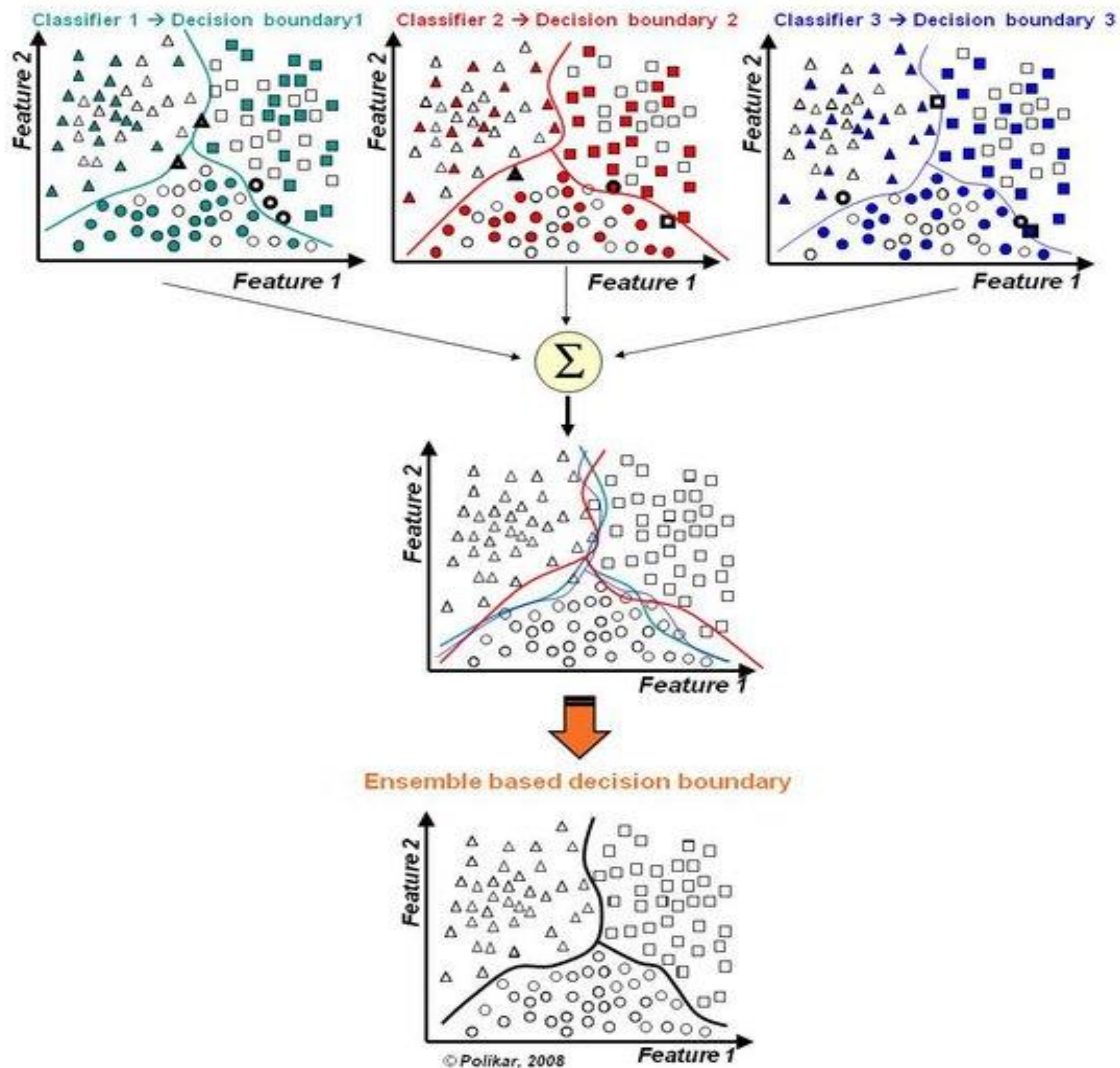 Classifier 1 → Decision boundary1
Classifier 2 → Decision boundary 2
Classifier 3 → Decision boundary 3
Feature 2
Feature 1
Feature 2
Feature 1
Feature 2
Feature 1
Σ
Feature 2
Feature 1
Ensemble based decision boundary
Feature 2
Feature 1
© Polikar, 2008